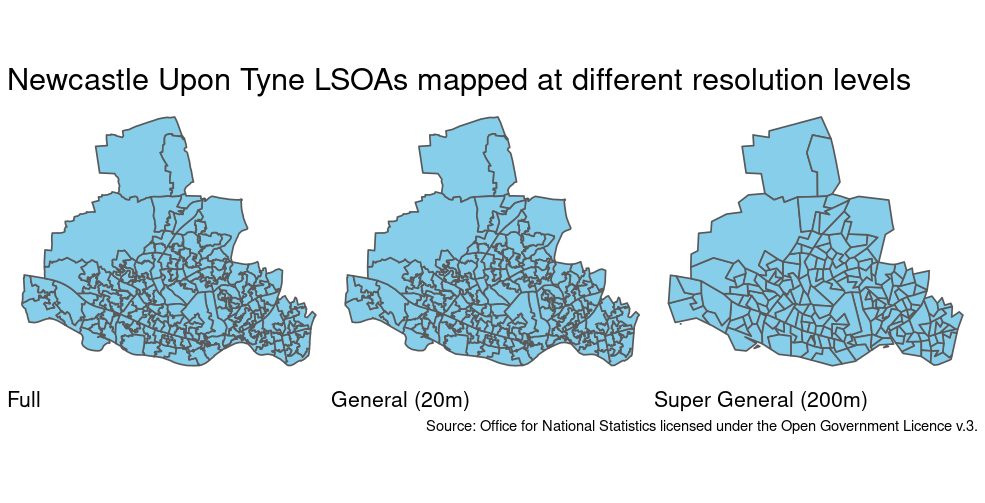 Newcastle Upon Tyne LSOAs mapped at different resolution levels
Full
General (20m)
Super General (200m)
Source: Office for National Statistics licensed under the Open Government Licence v.3.